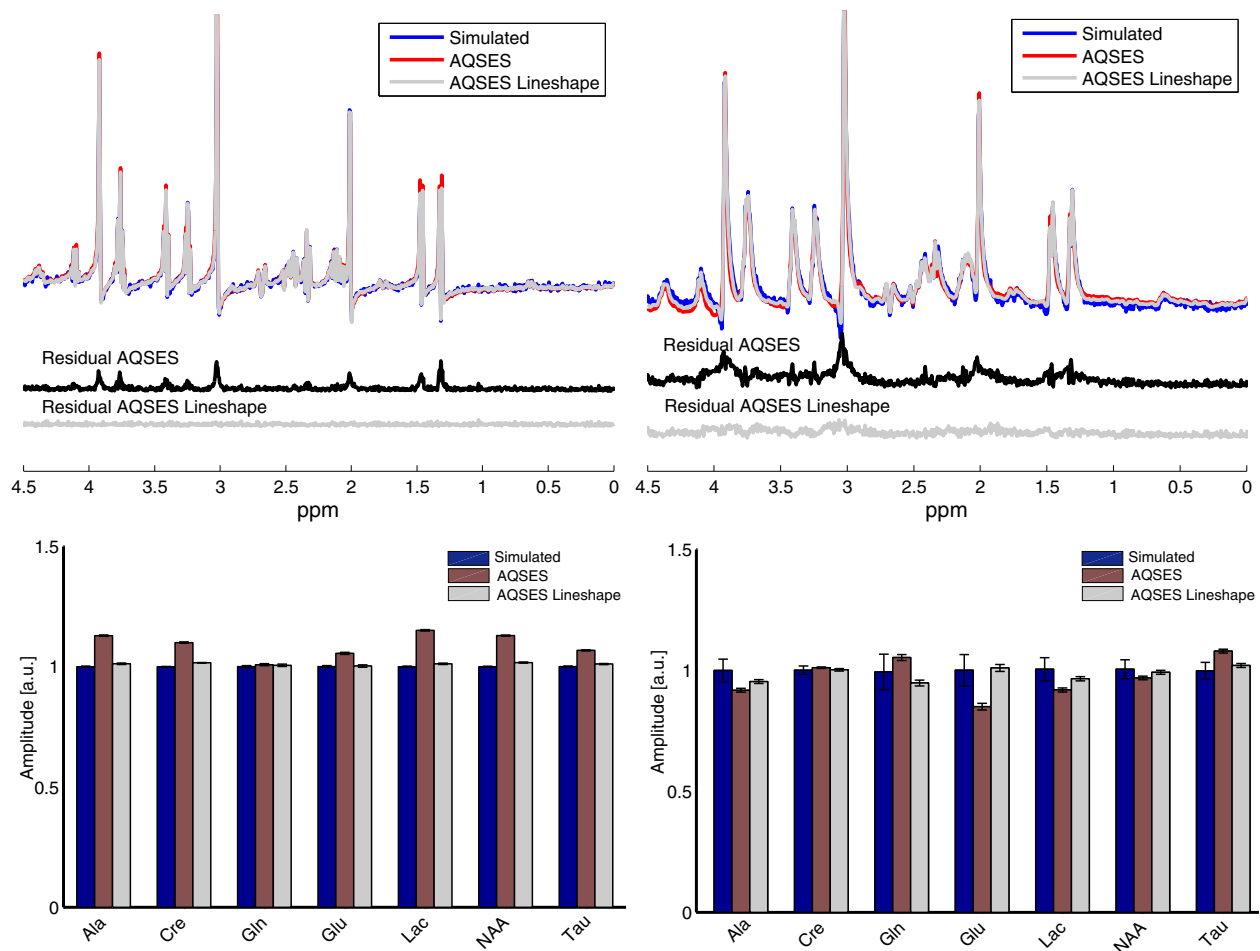 Simulated
AQSES
AQSES Lineshape
Residual AQSES
Residual AQSES Lineshape
4.5 4 3.5 3 2.5 2 1.5 1 0.5 0
ppm
Simulated
AQSES
AQSES Lineshape
Residual AQSES
Residual AQSES Lineshape
4.5 4 3.5 3 2.5 2 1.5 1 0.5 0
ppm
1.5
1
0.5
0
Amplitude [a.u.]
Simulated
AQSES
AQSES Lineshape
Ala Cre Gln Glu Lac NAA Tau
1.5
1
0.5
0
Amplitude [a.u.]
Simulated
AQSES
AQSES Lineshape
Ala Cre Gln Glu Lac NAA Tau